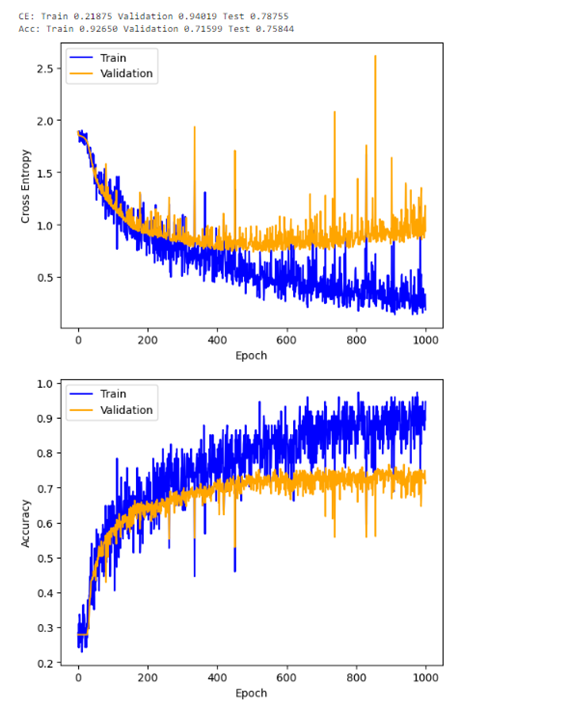 CE: Train 0.21875 Validation 0.94019 Test 0.78755
Acc: Train 0.92650 Validation 0.71599 Test 0.75844
Train
Validation
2.5
2.0
1.5
1.0
0.5
Cross Entropy
0 200 400 600 800 1000
Epoch
Train
Validation
1.0
0.9
0.8
0.7
0.6
0.5
0.4
0.3
0.2
Accuracy
0 200 400 600 800 1000
Epoch